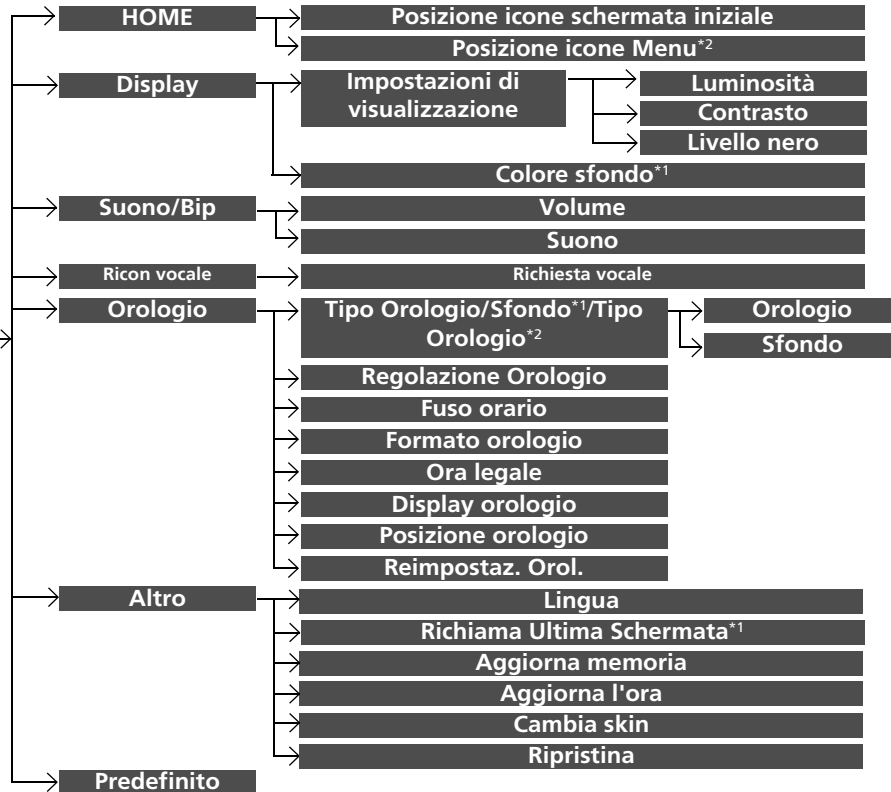 HOME
Posizione icone schermata iniziale
Posizione icone Menu*2
Display
Impostazioni di
visualizzazione
Luminosità
Contrasto
Livello nero
Colore sfondo*1
Suono/Bip
Volume
Suono
Ricon vocale
Richiesta vocale
Orologio
Tipo Orologio/Sfondo*1/Tipo
Orologio*2
Orologio
Sfondo
Regolazione Orologio
Fuso orario
Formato orologio
Ora legale
Display orologio
Posizione orologio
Reimpostaz. Orol.
Altro
Lingua
Richiama Ultima Schermata*1
Aggiorna memoria
Aggiorna l'ora
Cambia skin
Ripristina
Predefinito